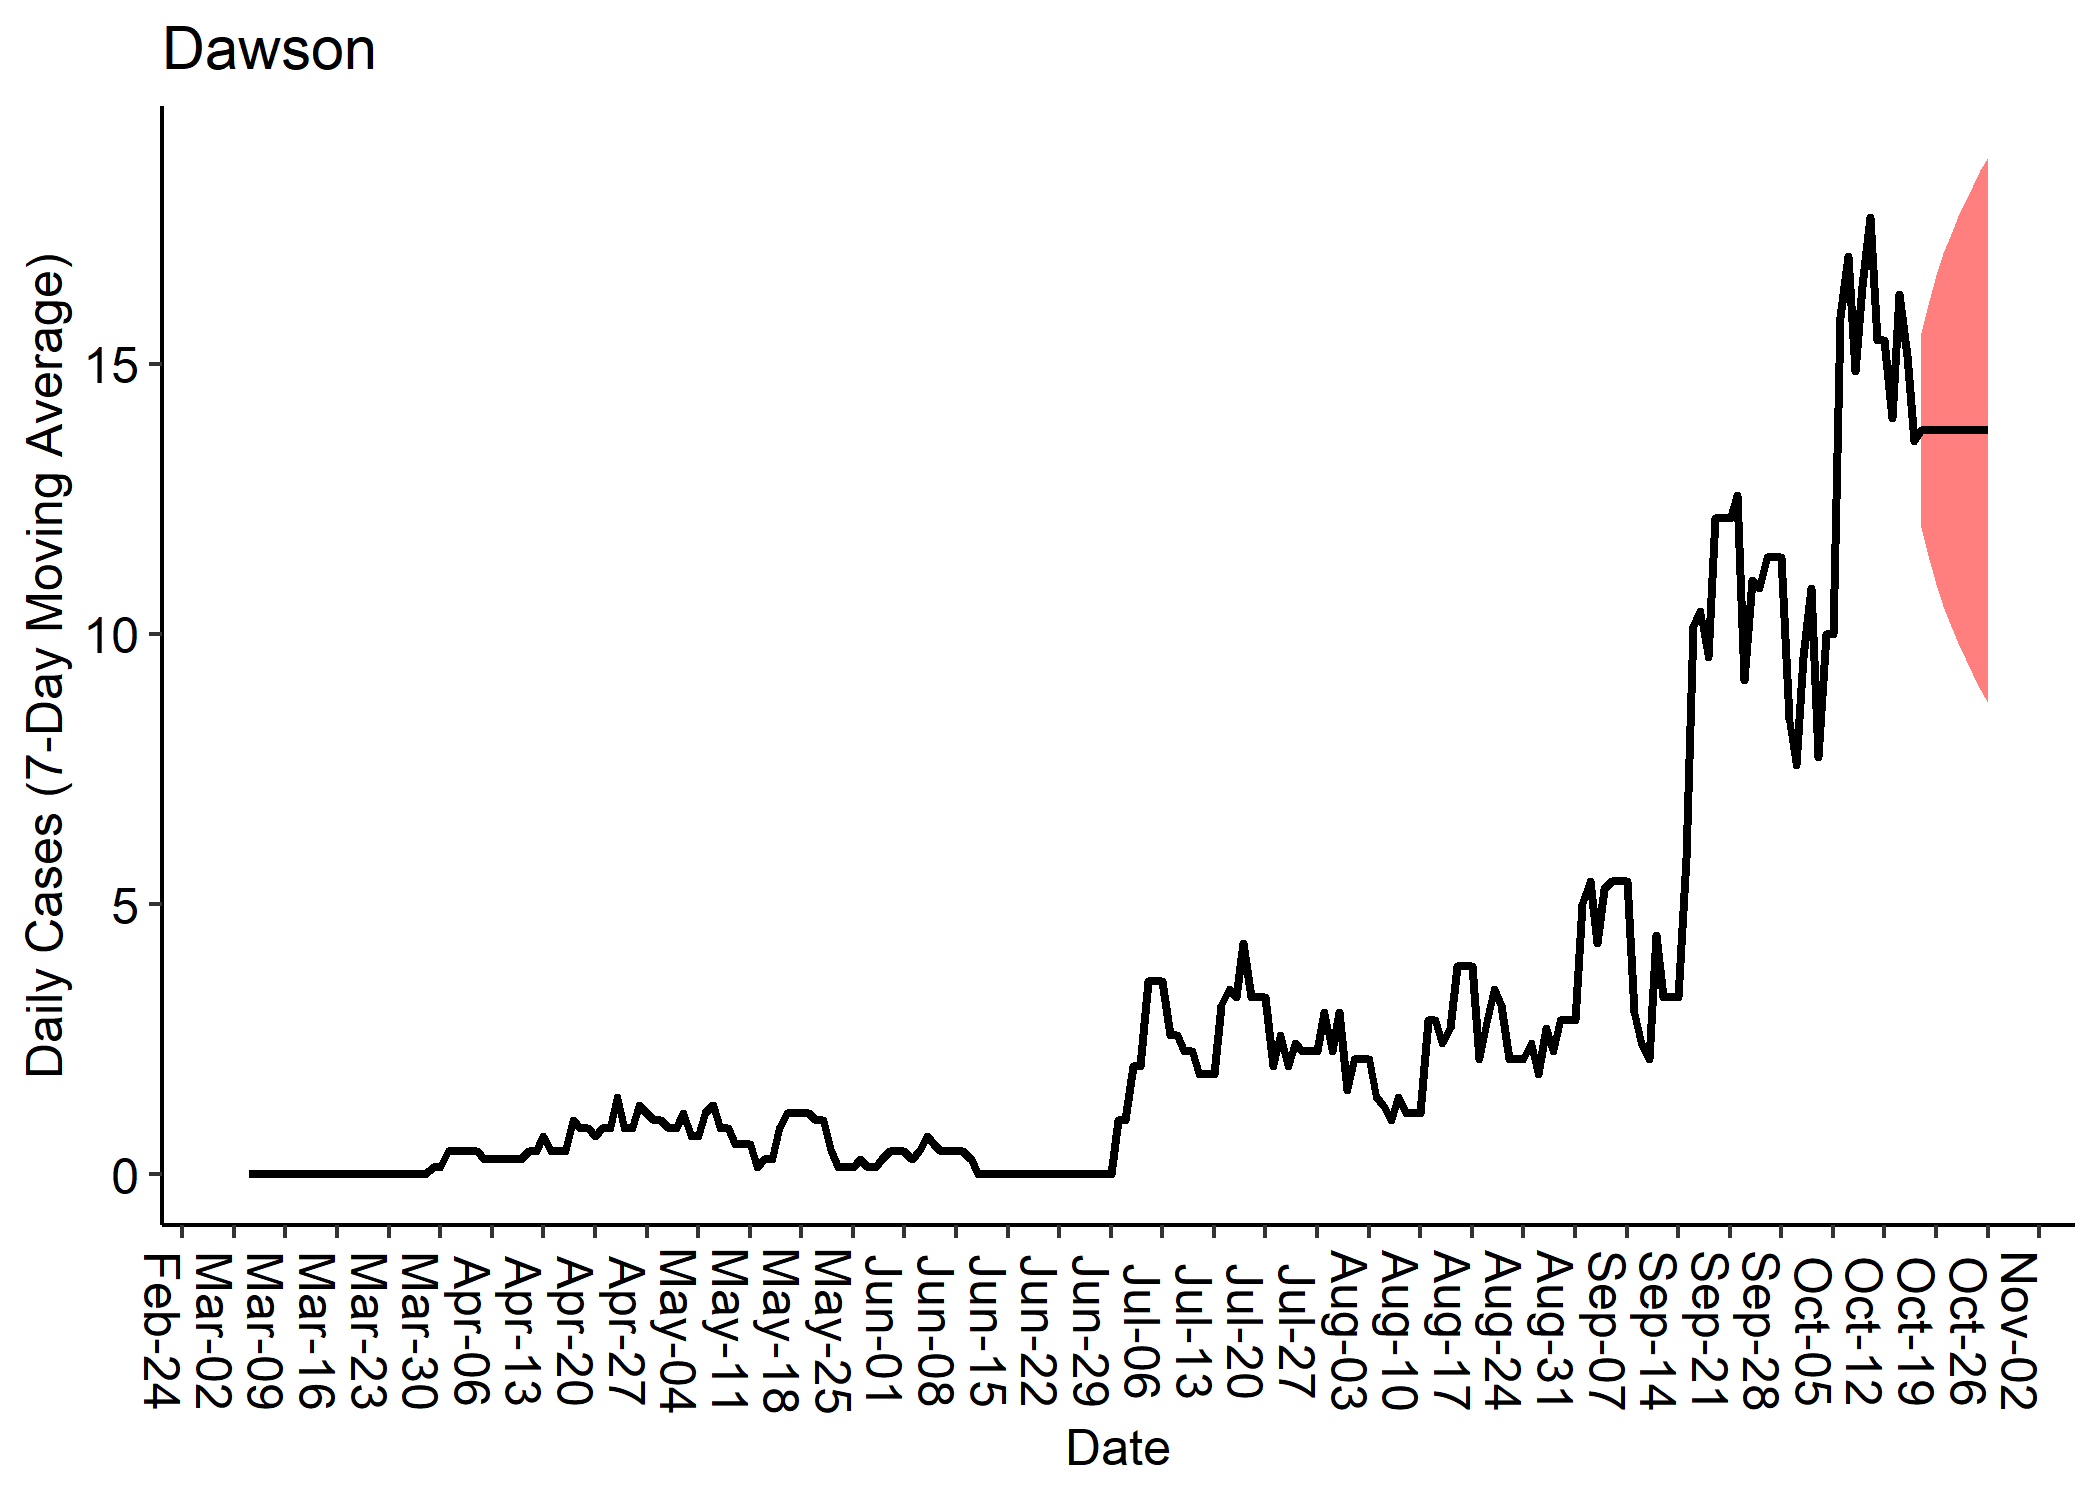 Dawson
Daily Cases (7-Day Moving Average)
15
10
5
0
Feb-24
Mar-02
Mar-09
Mar-16
Mar-23
Mar-30
Apr-06
Apr-13
Apr-20
Apr-27
May-04
May-11
May-18
May-25
Jun-01
Jun-08
Jun-15
Jun-22
Jun-29
Jul-06
Jul-13
Jul-20
Jul-27
Aug-03
Aug-10
Aug-17
Aug-24
Aug-31
Sep-07
Sep-14
Sep-21
Sep-28
Oct-05
Oct-12
Oct-19
Oct-26
Nov-02
Date